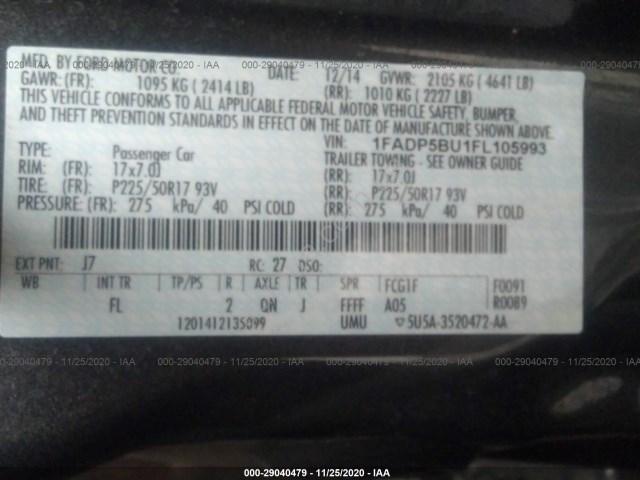 000-29040479 - 11/25/2020 - IAA
MFD. BY FORD MOTOR CO. DATE: 12/14 GVWR: 2105 KG ( 4641 LB)
GAWR: (FR): 1095 KG ( 2414 LB) (RR): 1010 KG ( 2227 LB)
THIS VEHICLE CONFORMS TO ALL APPLICABLE FEDERAL MOTOR VEHICLE SAFETY, BUMPER,
AND THEFT PREVENTION STANDARDS IN EFFECT ON THE DATE OF MANUFACTURE SHOWN ABOVE.
VIN: 1FADP5BU1FL105993
TYPE: Passenger Car TRAILER TOWING - SEE OWNER GUIDE
RIM: (FR): 17x7.0J (RR): 17x7.0J
TIRE: (FR): P225/50R17 93V (RR): P225/50R17 93V
PRESSURE: (FR): 275 kPa/ 40 PSI COLD (RR): 275 kPa/ 40 PSI COLD
EXT PNT: J7 RC: 27 DSO:
WB INT TR TP/PS R AXLE TR SPR FCG1F F0091
FL 2 QN J FFFF A05 R0089
1201412135099 UMU 5U5A-3520472-AA
000-29040479 - 11/25/2020 - IAA